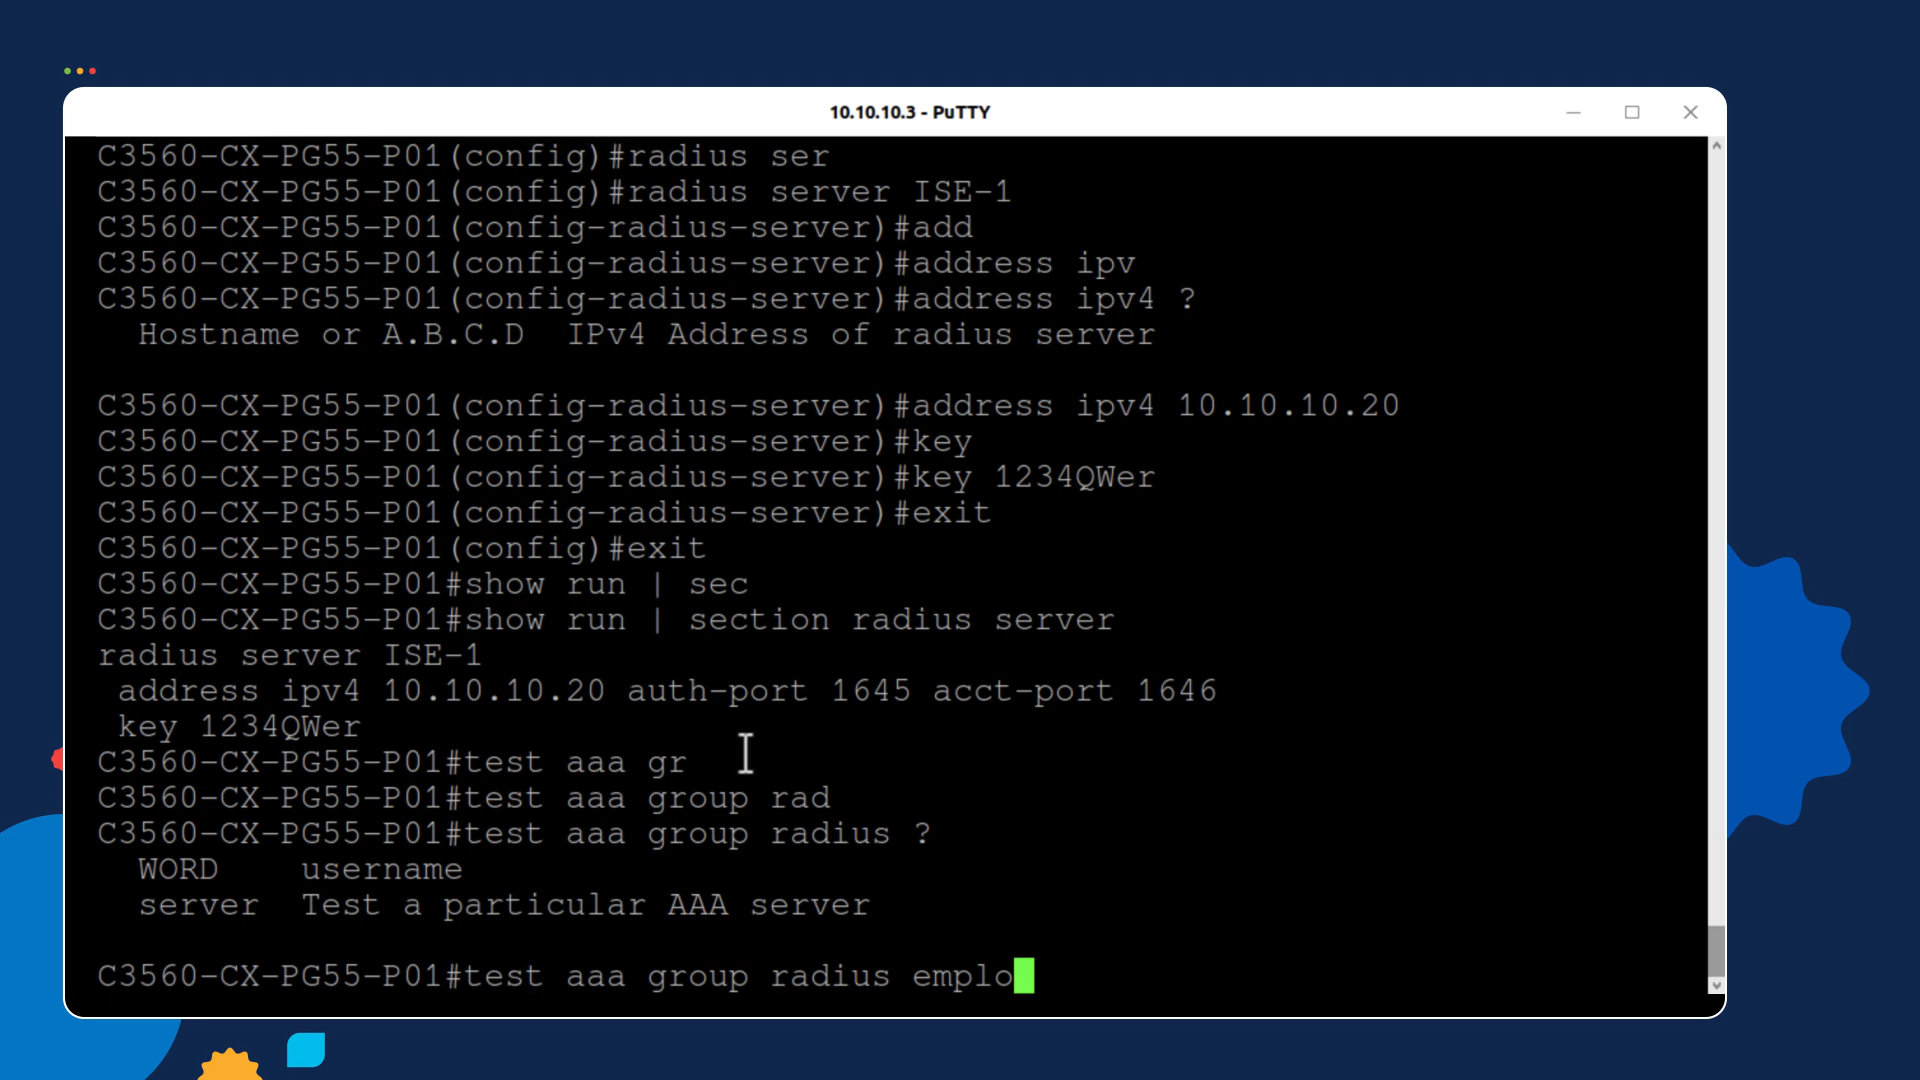 10.10.10.3 - PuTTY
C3560-CX-PG55-P01(config)#radius ser
C3560-CX-PG55-P01(config)#radius server ISE-1
C3560-CX-PG55-P01(config-radius-server)#add
C3560-CX-PG55-P01(config-radius-server)#address ipv
C3560-CX-PG55-P01(config-radius-server)#address ipv4 ?
  Hostname or A.B.C.D  IPv4 Address of radius server
C3560-CX-PG55-P01(config-radius-server)#address ipv4 10.10.10.20
C3560-CX-PG55-P01(config-radius-server)#key
C3560-CX-PG55-P01(config-radius-server)#key 1234QWer
C3560-CX-PG55-P01(config-radius-server)#exit
C3560-CX-PG55-P01(config)#exit
C3560-CX-PG55-P01#show run | sec
C3560-CX-PG55-P01#show run | section radius server
radius server ISE-1
 address ipv4 10.10.10.20 auth-port 1645 acct-port 1646
 key 1234QWer
C3560-CX-PG55-P01#test aaa gr
C3560-CX-PG55-P01#test aaa group rad
C3560-CX-PG55-P01#test aaa group radius ?
  WORD    username
  server  Test a particular AAA server
C3560-CX-PG55-P01#test aaa group radius emplo